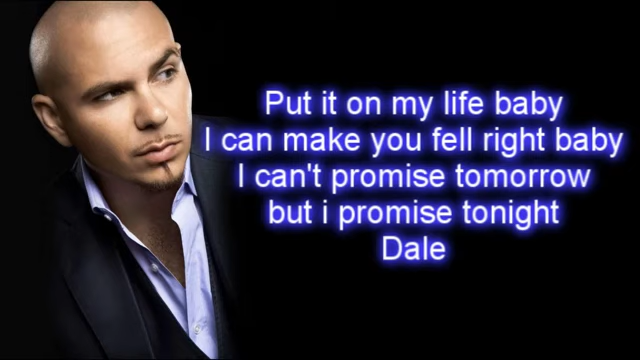 Put it on my life baby
I can make you fell right baby
I can't promise tomorrow
but i promise tonight
Dale